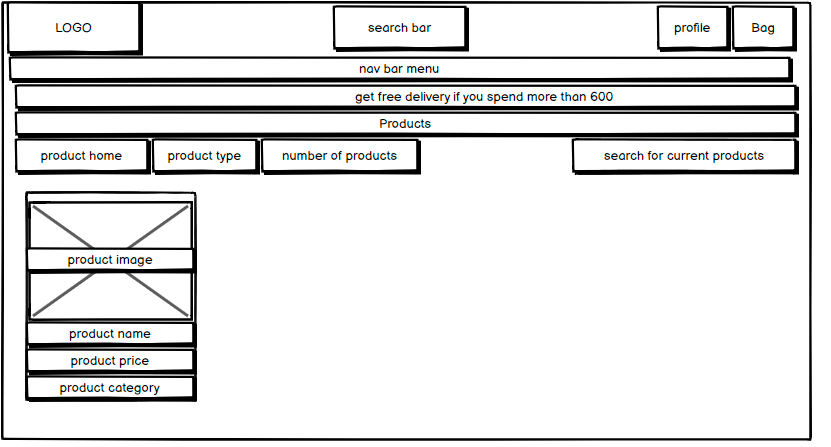 LOGO
search bar
profile
Bag
nav bar menu
get free delivery if you spend more than 600
Products
product home
product type
number of products
search for current products
product image
product name
product price
product category